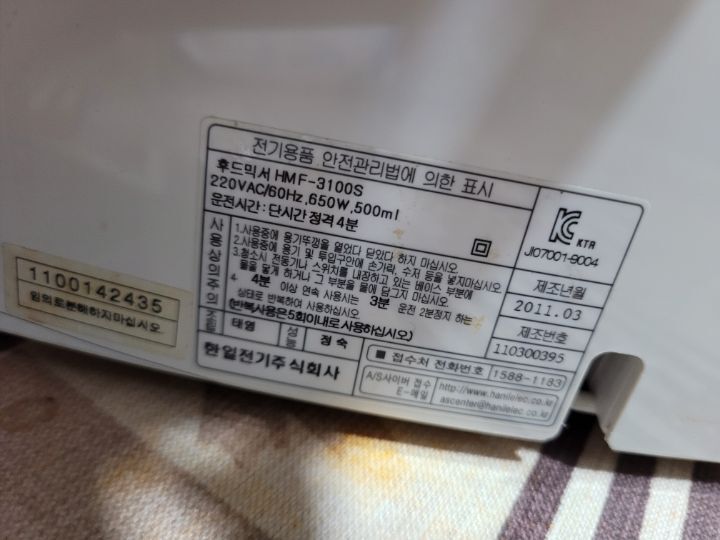 전기용품 안전관리법에 의한 표시
후드믹서 HMF-3100S
220VAC/60Hz,650W,500ml
운전시간 : 단시간 정격 4분
사용상의주의
1.사용중에 용기뚜껑을 열었다 닫았다 하지 마십시오
2.사용중에 용기 및 투입구안에 손가락, 수저 등을 넣지마십시오
3.청소시 전동기나 스위치를 내장하고 있는 베이스 부분에
물을 넣게 하거나 그 부분을 물에 담그지 마십시오
4. 4분 이상 연속 사용시는 3분 운전 2분정지 하는
상태로 반복하여 사용하십시오
(반복사용은 5회이내로 사용하십시오)
태영
정숙
한일전기주식회사
KC KTR
JI07001-9004
제조년월
2011.03
제조번호
110300395
■ 접수처 전화번호 1588-1183
A/S사이버 접수 http://www.hanilelec.co.kr
E-메일 ascenter@hanilelec.co.kr
1100142435
임의로분해하지마십시오